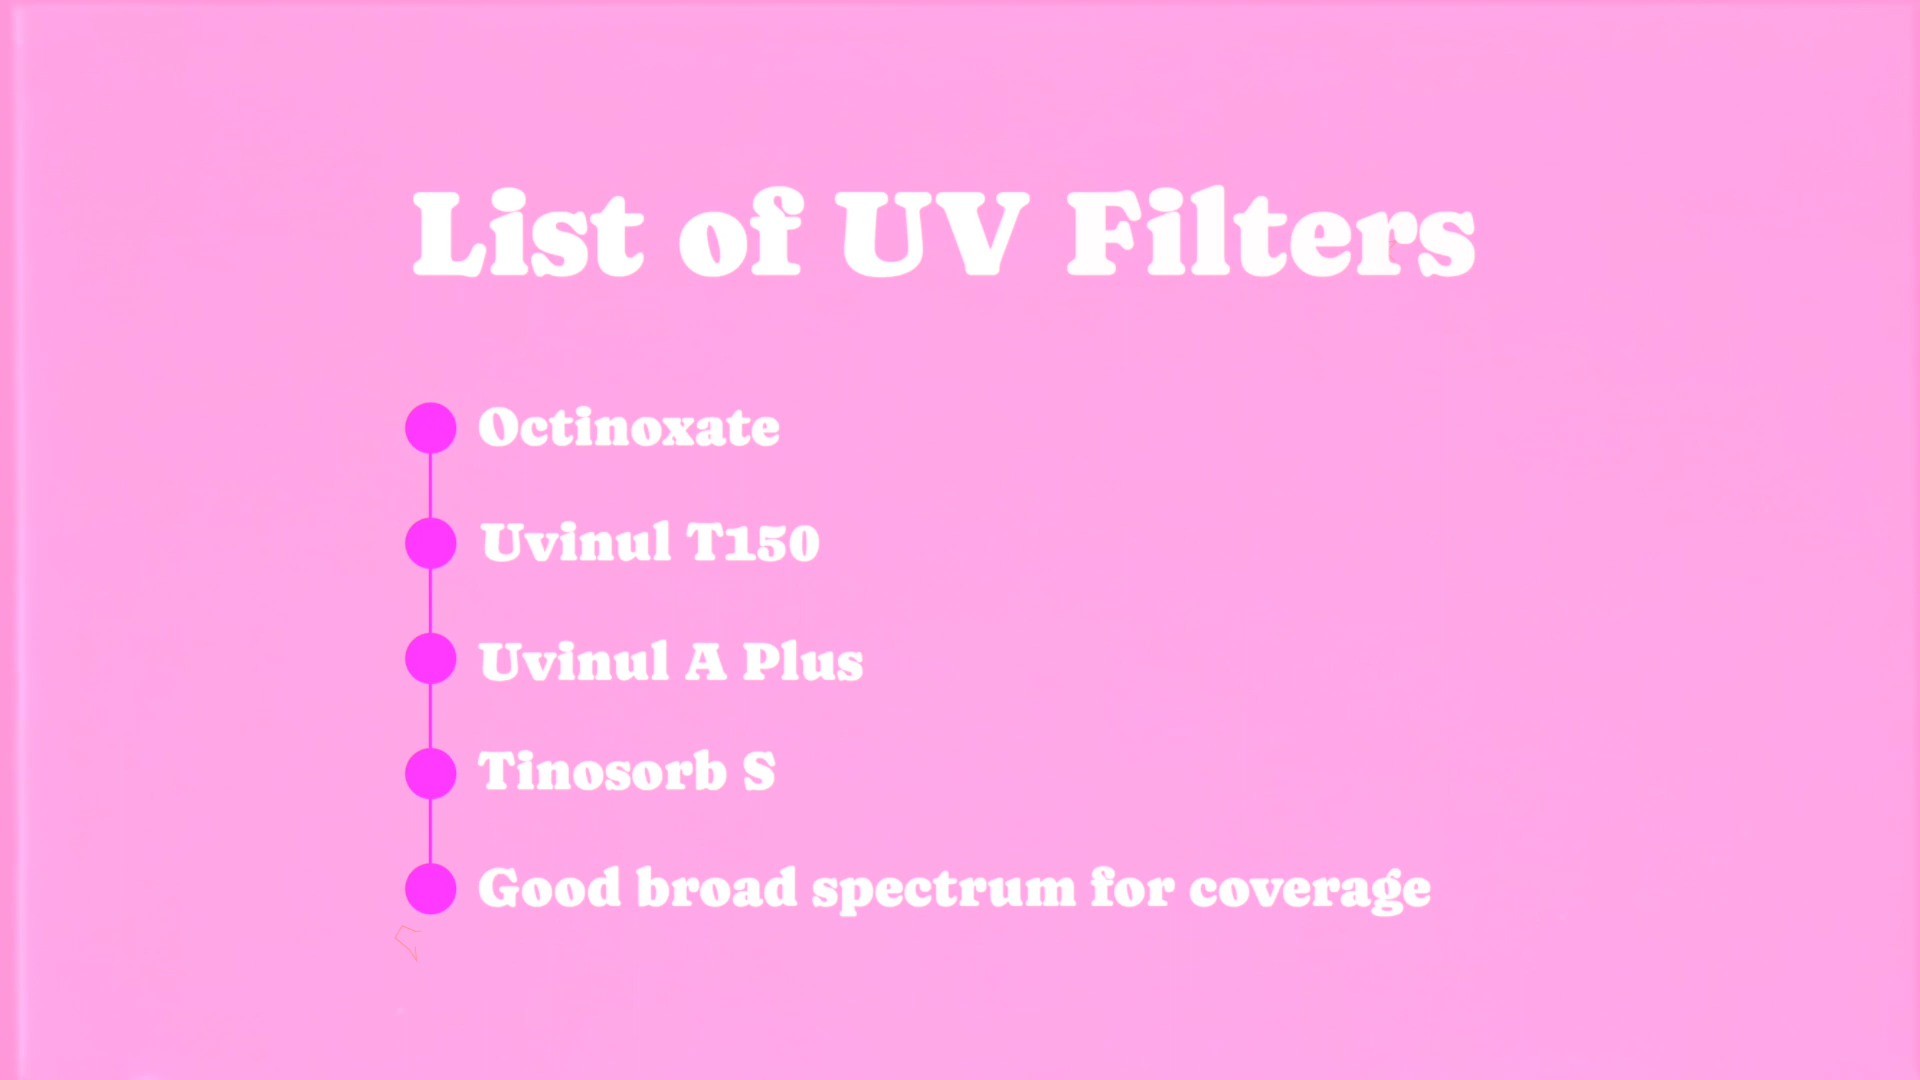 List of UV Filters
Octinoxate
Uvinul T150
Uvinul A Plus
Tinosorb S
Good broad spectrum for coverage